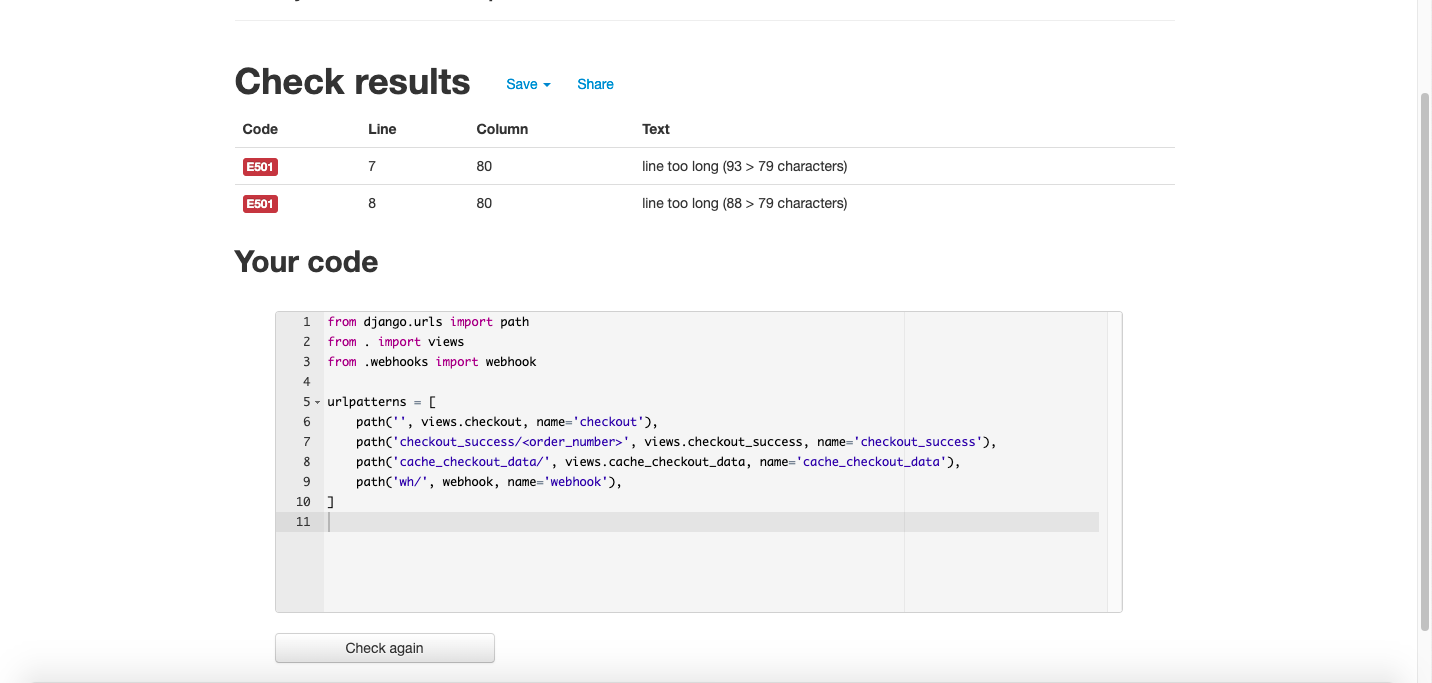 Check results Save Share
Code Line Column Text
E501 7 80 line too long (93 > 79 characters)
E501 8 80 line too long (88 > 79 characters)
Your code
1 from django.urls import path
2 from . import views
3 from .webhooks import webhook
4
5 urlpatterns = [
6     path('', views.checkout, name='checkout'),
7     path('checkout_success/<order_number>', views.checkout_success, name='checkout_success'),
8     path('cache_checkout_data/', views.cache_checkout_data, name='cache_checkout_data'),
9     path('wh/', webhook, name='webhook'),
10 ]
11
Check again